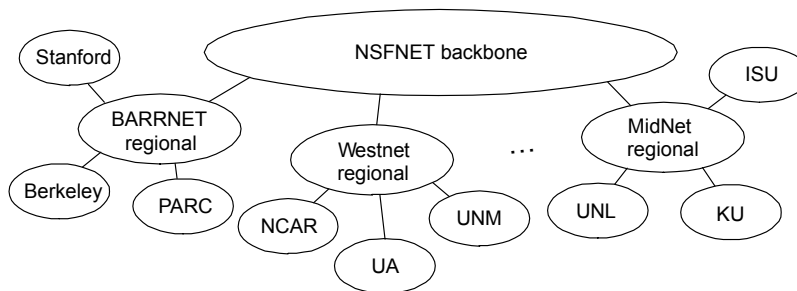 NSFNET backbone
Stanford
ISU
BARRNET
regional
MidNet
regional
Westnet
regional
...
Berkeley
PARC
NCAR
UNM
UNL
KU
UA